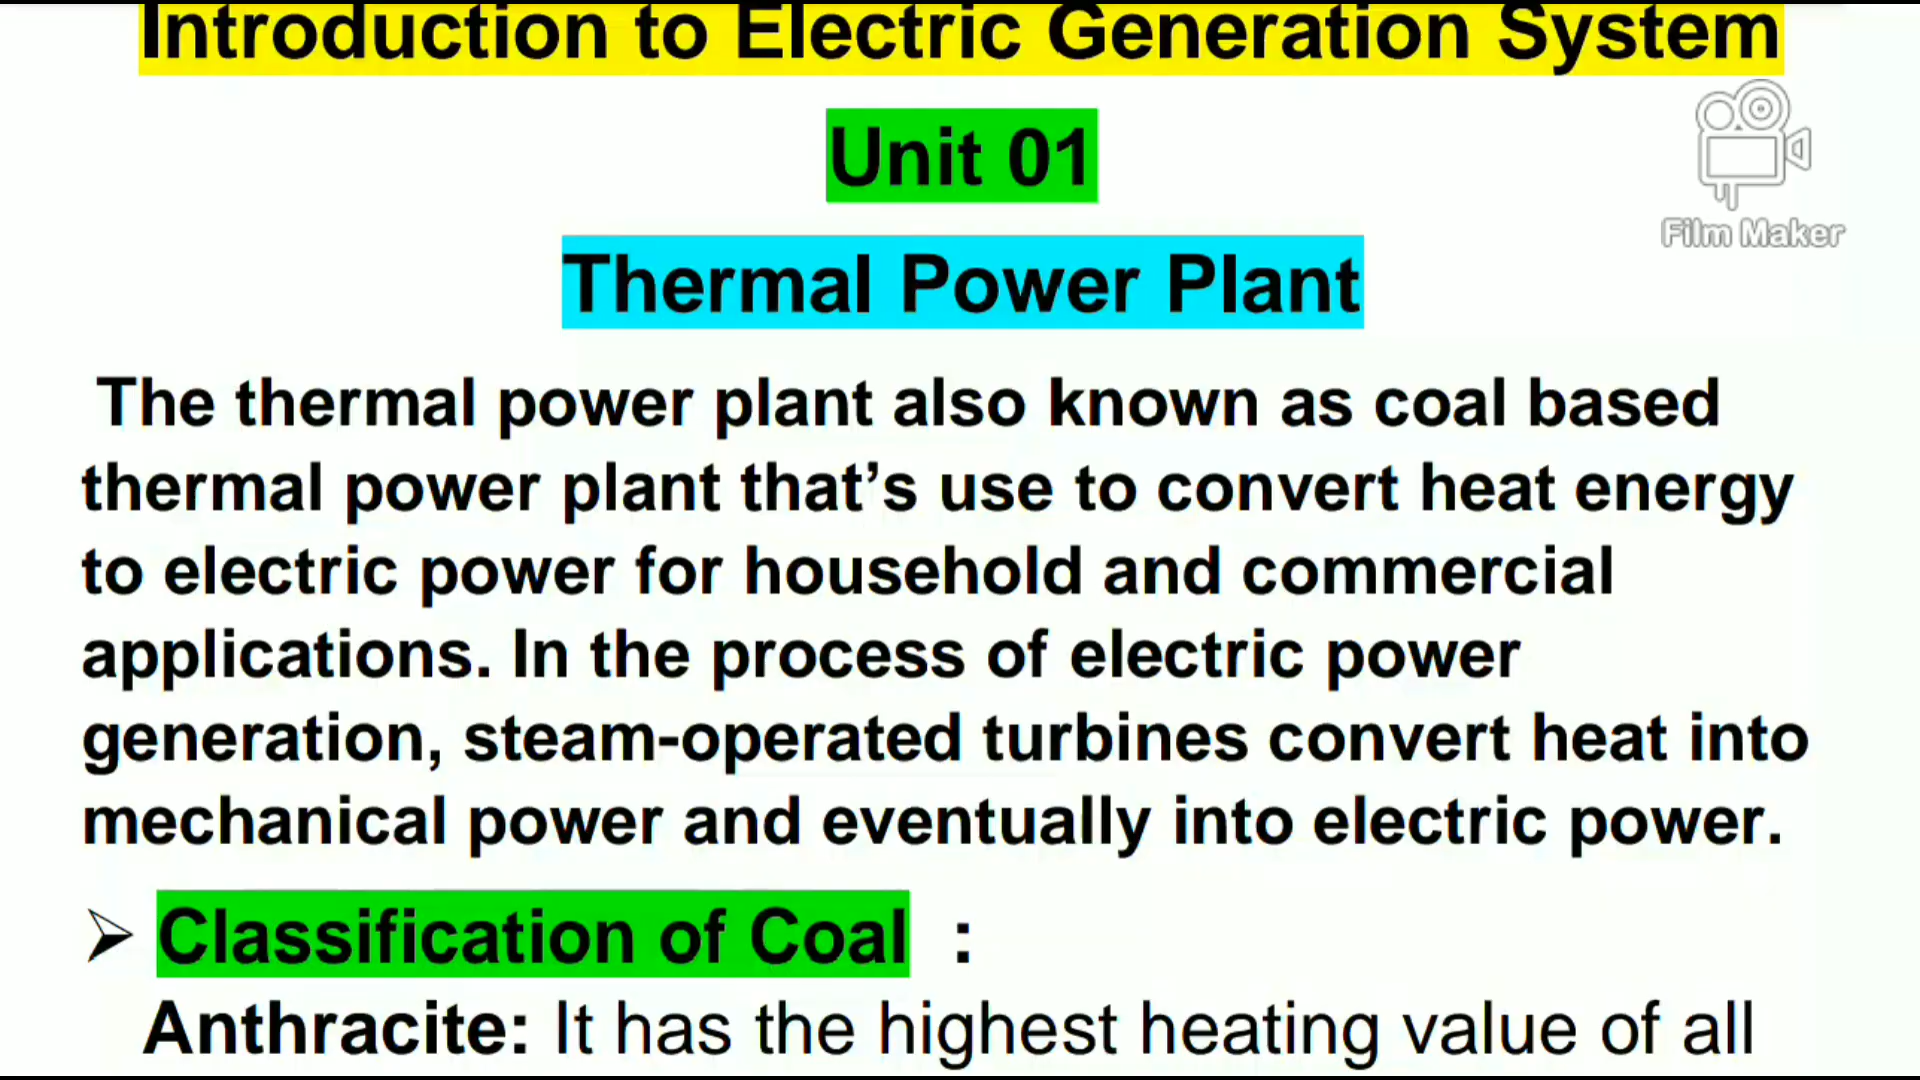 Introduction to Electric Generation System
Unit 01
Film Maker
Thermal Power Plant
The thermal power plant also known as coal based
thermal power plant that’s use to convert heat energy
to electric power for household and commercial
applications. In the process of electric power
generation, steam-operated turbines convert heat into
mechanical power and eventually into electric power.
➢ Classification of Coal :
Anthracite: It has the highest heating value of all